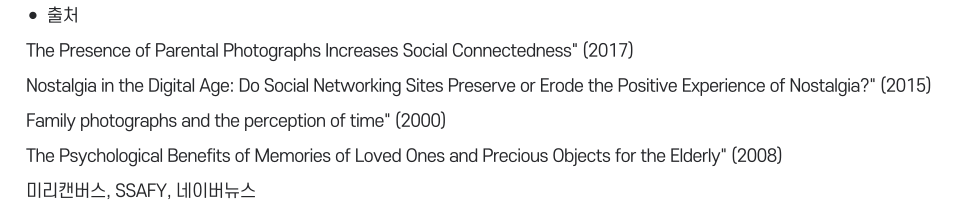 • 출처
The Presence of Parental Photographs Increases Social Connectedness" (2017)
Nostalgia in the Digital Age: Do Social Networking Sites Preserve or Erode the Positive Experience of Nostalgia?" (2015)
Family photographs and the perception of time" (2000)
The Psychological Benefits of Memories of Loved Ones and Precious Objects for the Elderly" (2008)
미리캔버스, SSAFY, 네이버뉴스